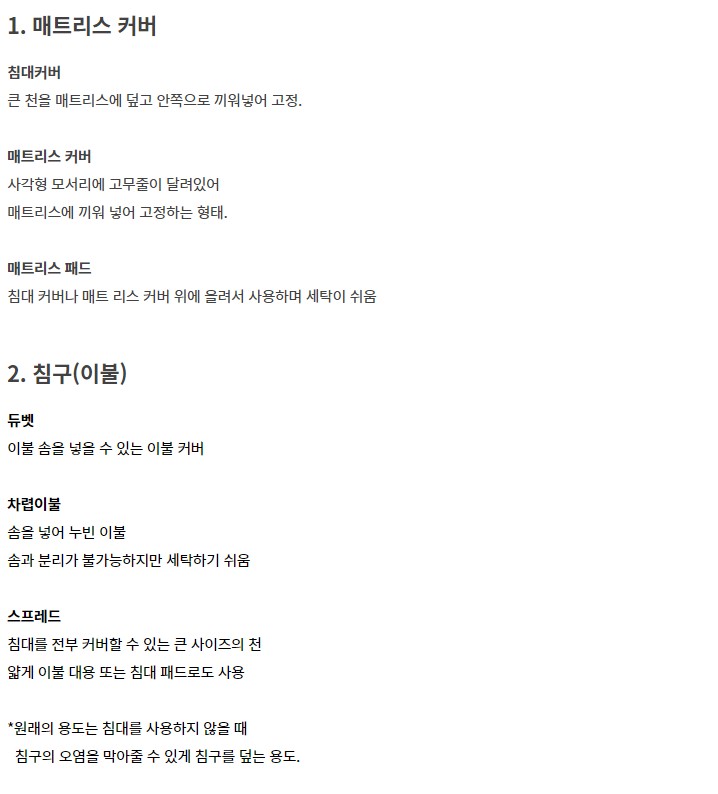 1. 매트리스 커버
침대커버
큰 천을 매트리스에 덮고 안쪽으로 끼워넣어 고정.
매트리스 커버
사각형 모서리에 고무줄이 달려있어
매트리스에 끼워 넣어 고정하는 형태.
매트리스 패드
침대 커버나 매트 리스 커버 위에 올려서 사용하며 세탁이 쉬움
2. 침구(이불)
듀벳
이불 솜을 넣을 수 있는 이불 커버
차렵이불
솜을 넣어 누빈 이불
솜과 분리가 불가능하지만 세탁하기 쉬움
스프레드
침대를 전부 커버할 수 있는 큰 사이즈의 천
얇게 이불 대용 또는 침대 패드로도 사용
*원래의 용도는 침대를 사용하지 않을 때
침구의 오염을 막아줄 수 있게 침구를 덮는 용도.